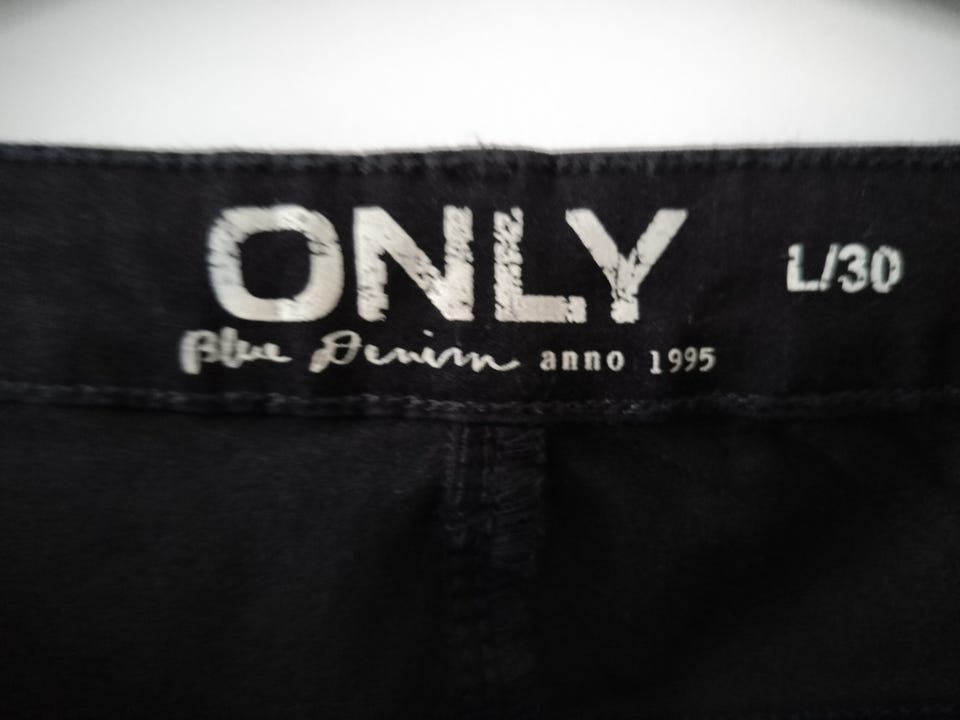 ONLY L/30
Blue Denim anno 1995